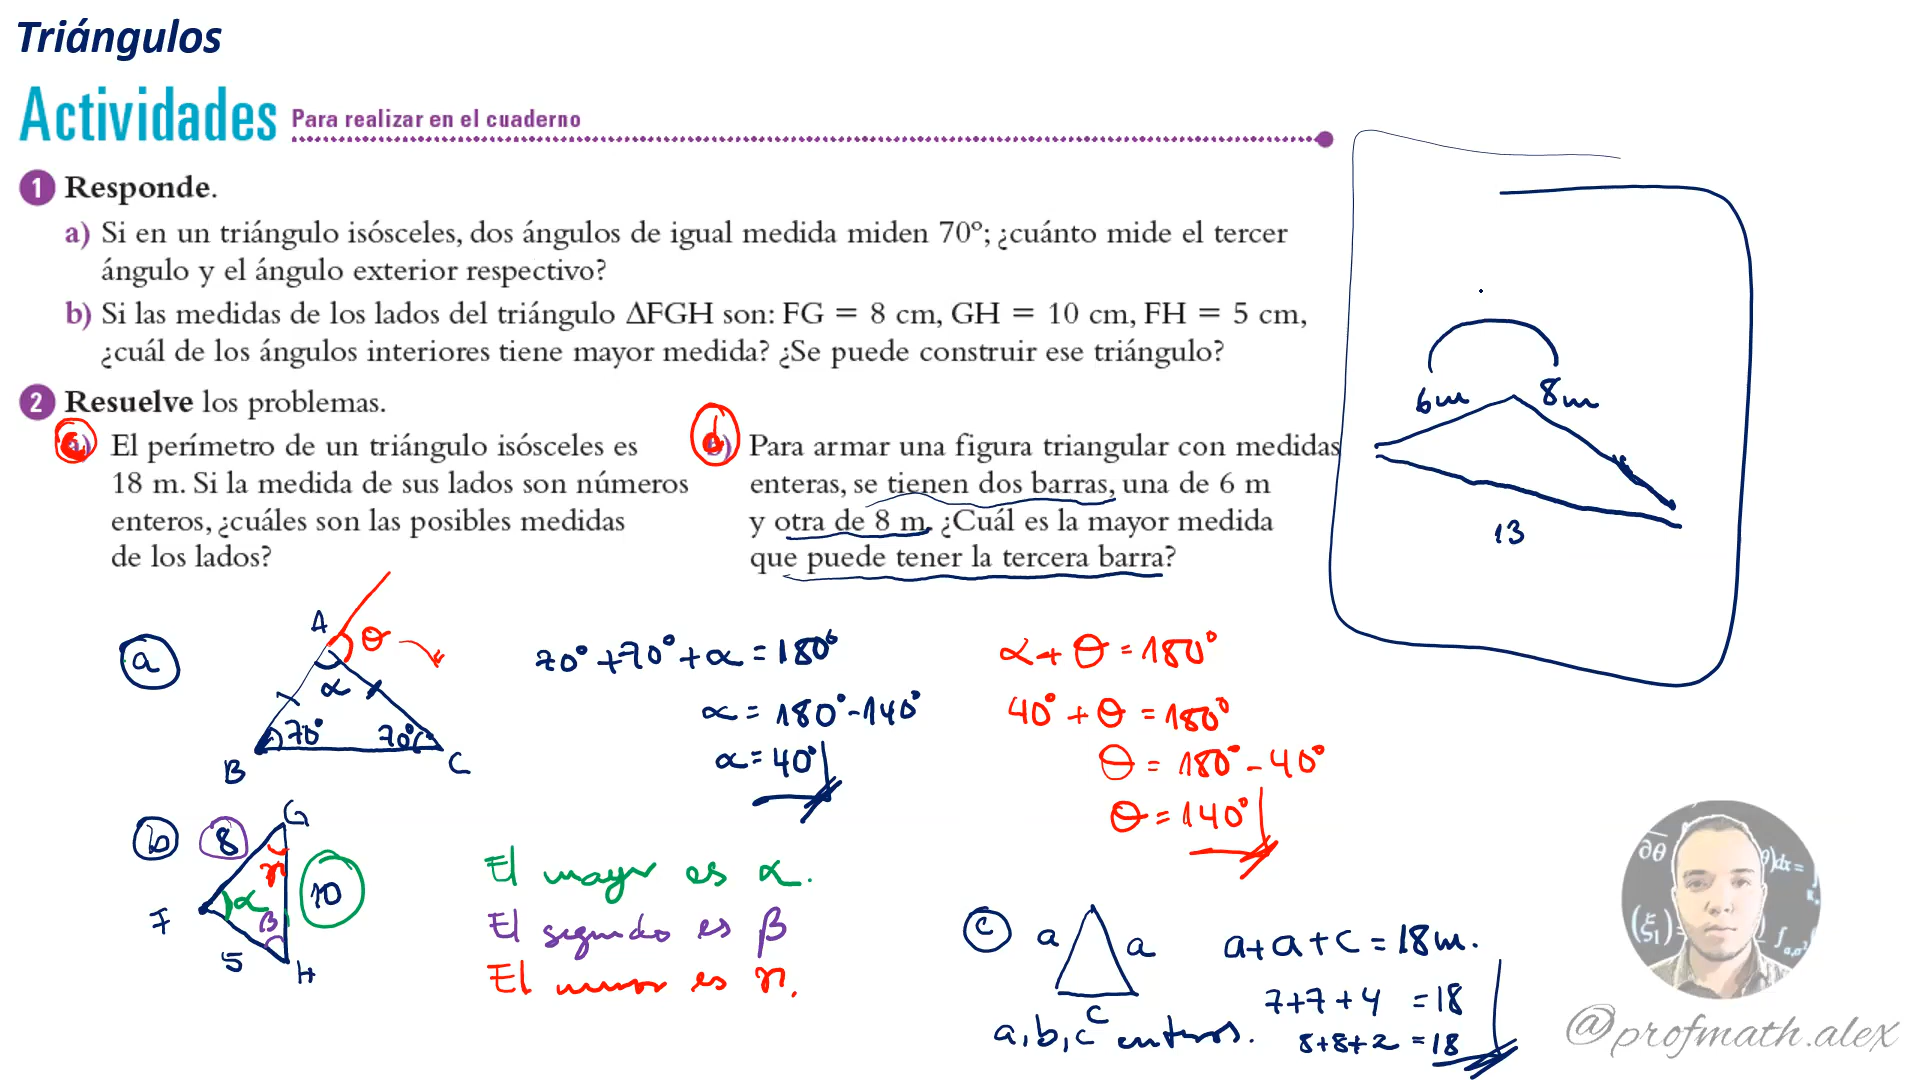 Triángulos
Actividades Para realizar en el cuaderno
1 Responde.
a) Si en un triángulo isósceles, dos ángulos de igual medida miden 70º; ¿cuánto mide el tercer
ángulo y el ángulo exterior respectivo?
b) Si las medidas de los lados del triángulo ΔFGH son: FG = 8 cm, GH = 10 cm, FH = 5 cm,
¿cuál de los ángulos interiores tiene mayor medida? ¿Se puede construir ese triángulo?
2 Resuelve los problemas.
c) El perímetro de un triángulo isósceles es
18 m. Si la medida de sus lados son números
enteros, ¿cuáles son las posibles medidas
de los lados?
d) Para armar una figura triangular con medidas
enteras, se tienen dos barras, una de 6 m
y otra de 8 m. ¿Cuál es la mayor medida
que puede tener la tercera barra?
6m 8m
13
a
A θ
α
70° 70°
B C
70° + 70° + α = 180°
α = 180° - 140°
α = 40°
α + θ = 180°
40° + θ = 180°
θ = 180° - 40°
θ = 140°
b
8 G
10
F α β
5 H
El mayor es α.
El segundo es β
El menor es
c
a a
c
a, b, c enteros.
a + a + c = 18m.
7 + 7 + 4 = 18
8 + 8 + 2 = 18
@profmath.alex